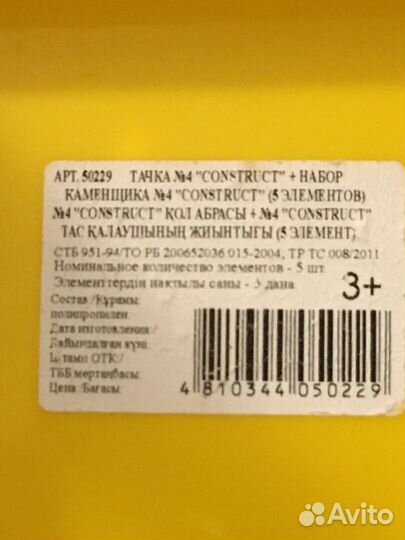 АРТ. 50229 ТАЧКА №4 "CONSTRUCT" + НАБОР
КАМЕНЩИКА №4 "CONSTRUCT" (5 ЭЛЕМЕНТОВ)
№4 "CONSTRUCT" ҚОЛ АБРАСЫ + №4 "CONSTRUCT"
ТАС ҚАЛАУШЫНЫҢ ЖИЫНТЫҒЫ (5 ЭЛЕМЕНТ)
СТБ 951-94/ТО РБ 200652036.015-2004, ТР ТС 008/2011
Номинальное количество элементов - 5 шт.
Элементтердің нактылы саны - 5 дана
3+
Состав /Құрамы:
полипропилен
Дата изготовления /
Дайындалған күні:
Штамп ОТК:/
ТББ мөртаңбасы:
Цена /Бағасы:
4 810344 050229
Avito